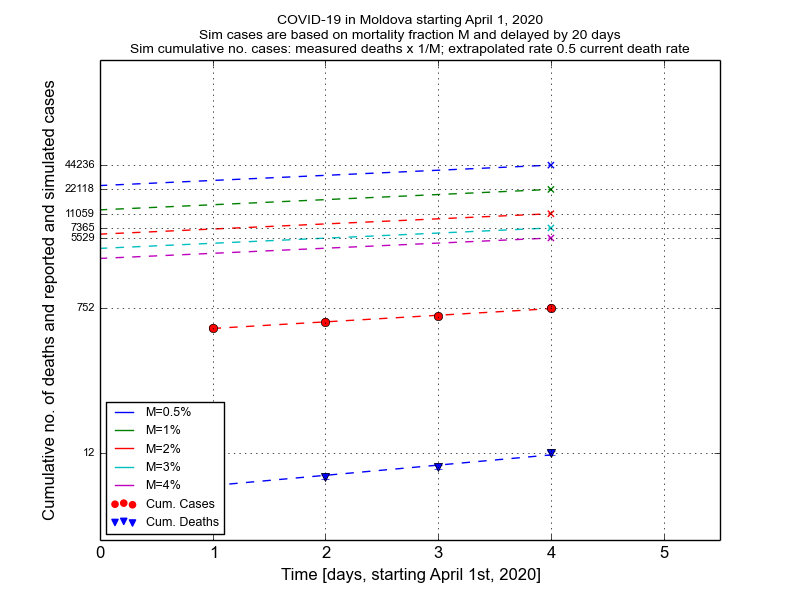 COVID-19 in Moldova starting April 1, 2020
Sim cases are based on mortality fraction M and delayed by 20 days
Sim cumulative no. cases: measured deaths x 1/M; extrapolated rate 0.5 current death rate
Cumulative no. of deaths and reported and simulated cases
44236
22118
11059
7365
5529
752
12
M=0.5%
M=1%
M=2%
M=3%
M=4%
Cum. Cases
Cum. Deaths
0 1 2 3 4 5
Time [days, starting April 1st, 2020]